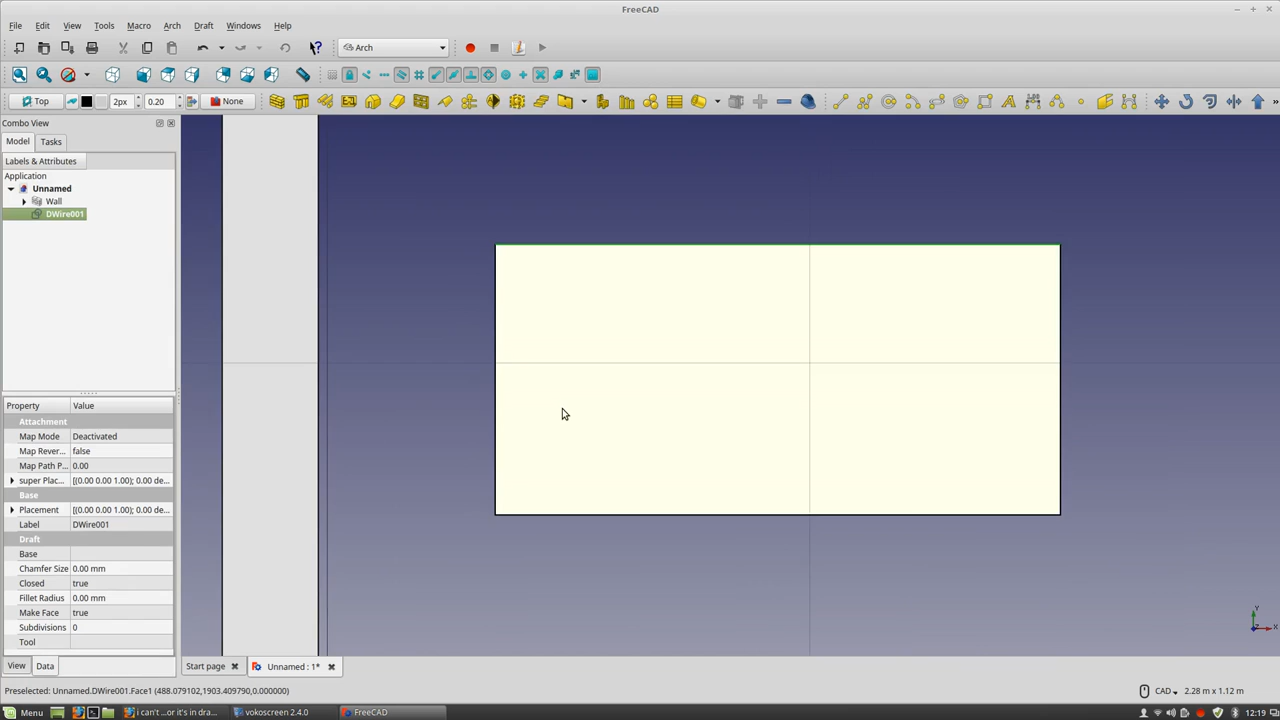 FreeCAD
File Edit View Tools Macro Arch Draft Windows Help
Arch
Top 2px 0.20 None
Combo View
Model Tasks
Labels & Attributes
Application
Unnamed
Wall
DWire001
Property Value
Attachment
Map Mode Deactivated
Map Rever... false
Map Path P... 0.00
super Plac... [(0.00 0.00 1.00); 0.00 de...
Base
Placement [(0.00 0.00 1.00); 0.00 de...
Label DWire001
Draft
Base
Chamfer Size 0.00 mm
Closed true
Fillet Radius 0.00 mm
Make Face true
Subdivisions 0
Tool
View Data
Start page Unnamed : 1*
Y
X
Z
Preselected: Unnamed.DWire001.Face1 (488.079102,1903.409790,0.000000)
CAD 2.28 m x 1.12 m
Menu i can't ...or it's in dra... vokoscreen 2.4.0 FreeCAD 12:19